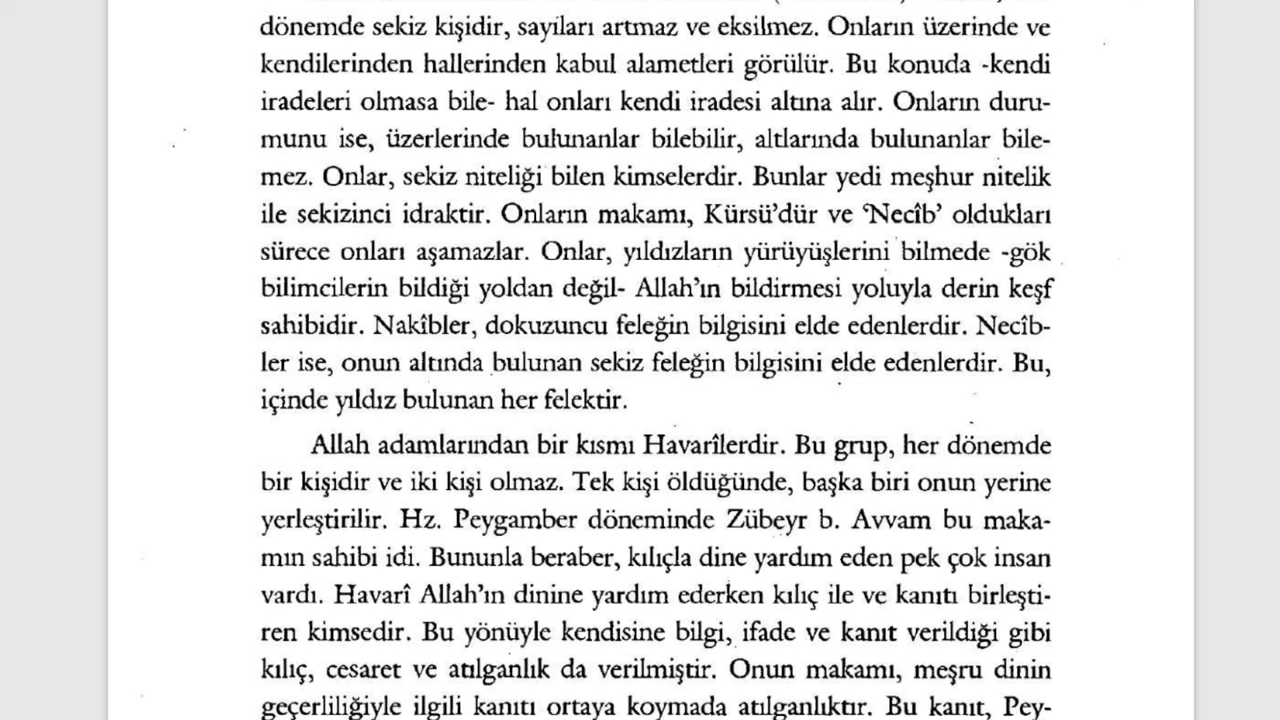 dönemde sekiz kişidir, sayıları artmaz ve eksilmez. Onların üzerinde ve
kendilerinden hallerinden kabul alametleri görülür. Bu konuda -kendi
iradeleri olmasa bile- hal onları kendi iradesi altına alır. Onların duru-
munu ise, üzerlerinde bulunanlar bilebilir, altlarında bulunanlar bile-
mez. Onlar, sekiz niteliği bilen kimselerdir. Bunlar yedi meşhur nitelik
ile sekizinci idraktir. Onların makamı, Kürsü’dür ve ‘Necîb’ oldukları
sürece onları aşamazlar. Onlar, yıldızların yürüyüşlerini bilmede -gök
bilimcilerin bildiği yoldan değil- Allah’ın bildirmesi yoluyla derin keşf
sahibidir. Nakîbler, dokuzuncu feleğin bilgisini elde edenlerdir. Necîb-
ler ise, onun altında bulunan sekiz feleğin bilgisini elde edenlerdir. Bu,
içinde yıldız bulunan her felektir.
Allah adamlarından bir kısmı Havarîlerdir. Bu grup, her dönemde
bir kişidir ve iki kişi olmaz. Tek kişi öldüğünde, başka biri onun yerine
yerleştirilir. Hz. Peygamber döneminde Zübeyr b. Avvam bu maka-
mın sahibi idi. Bununla beraber, kılıçla dine yardım eden pek çok insan
vardı. Havarî Allah’ın dinine yardım ederken kılıç ile ve kanıtı birleşti-
ren kimsedir. Bu yönüyle kendisine bilgi, ifade ve kanıt verildiği gibi
kılıç, cesaret ve atılganlık da verilmiştir. Onun makamı, meşru dinin
geçerliliğiyle ilgili kanıtı ortaya koymada atılganlıktır. Bu kanıt, Pey-